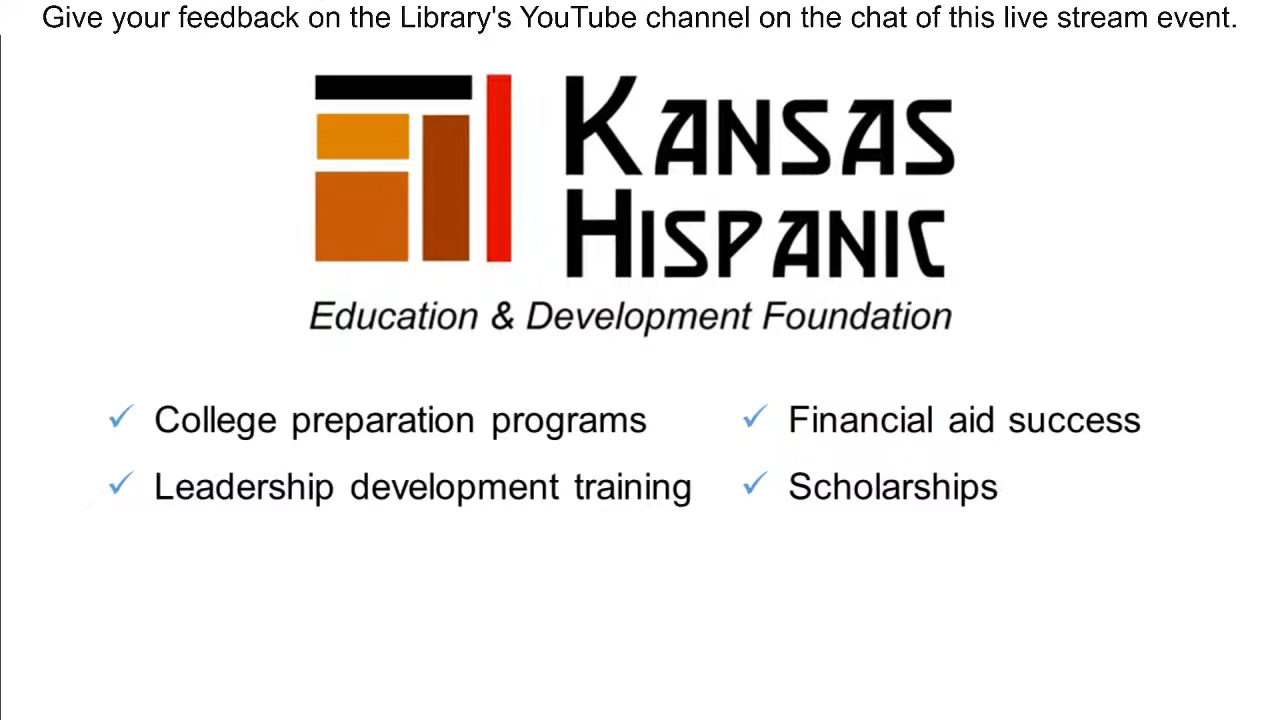 Give your feedback on the Library's YouTube channel on the chat of this live stream event.
KANSAS
HISPANIC
Education & Development Foundation
✓ College preparation programs
✓ Leadership development training
✓ Financial aid success
✓ Scholarships